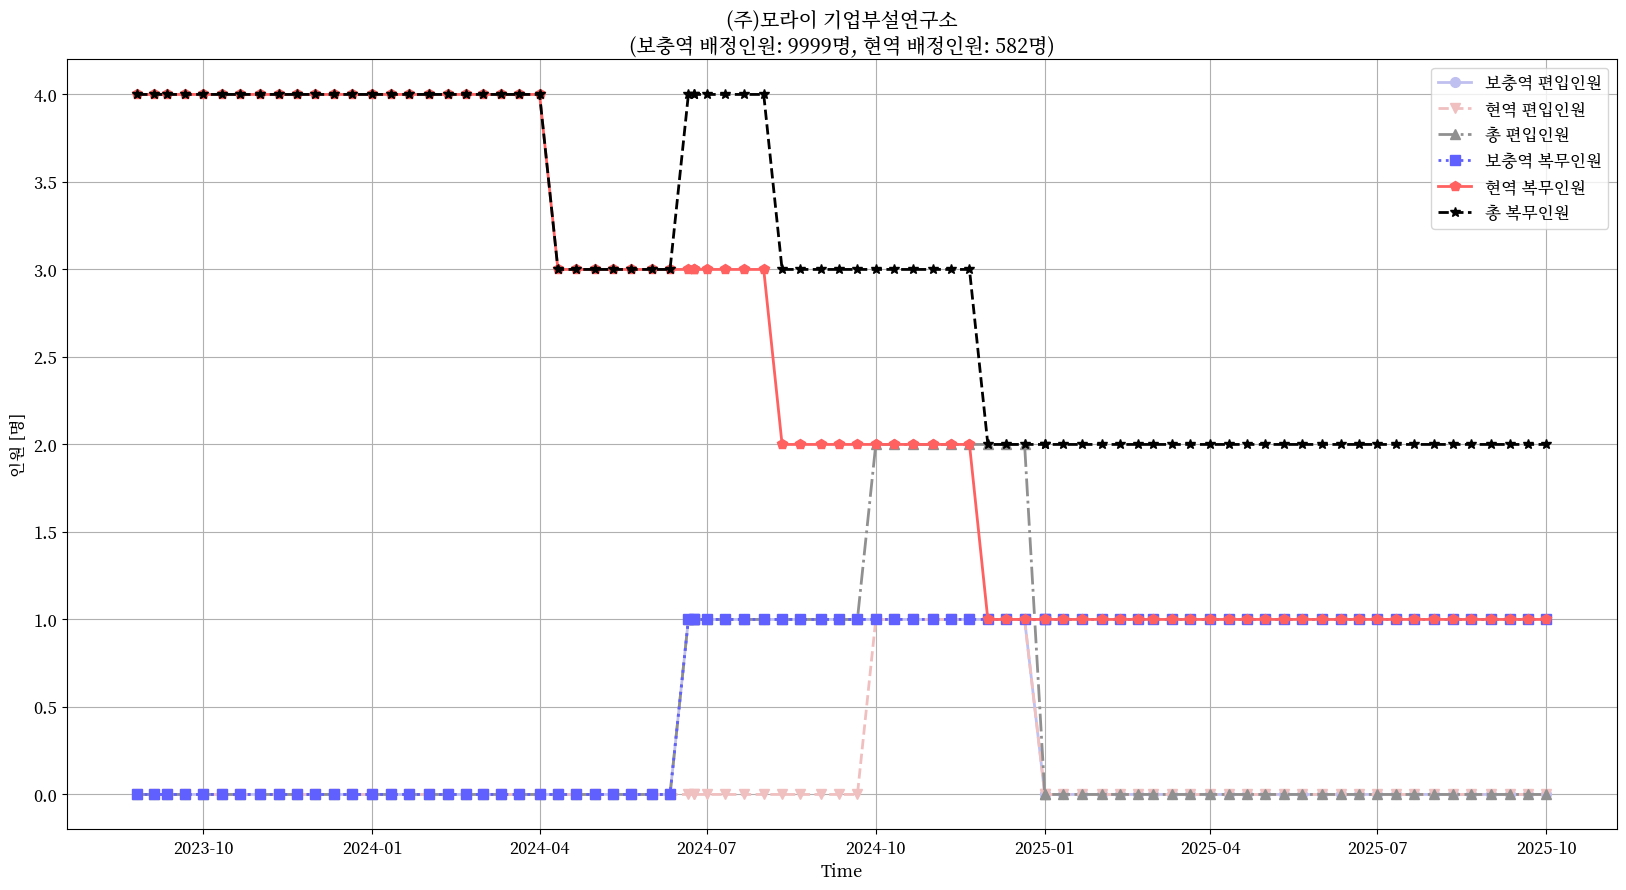 (주)모라이 기업부설연구소
(보충역 배정인원: 9999명, 현역 배정인원: 582명)
보충역 편입인원
현역 편입인원
총 편입인원
보충역 복무인원
현역 복무인원
총 복무인원
인원 [명]
4.0
3.5
3.0
2.5
2.0
1.5
1.0
0.5
0.0
2023-10
2024-01
2024-04
2024-07
2024-10
2025-01
2025-04
2025-07
2025-10
Time